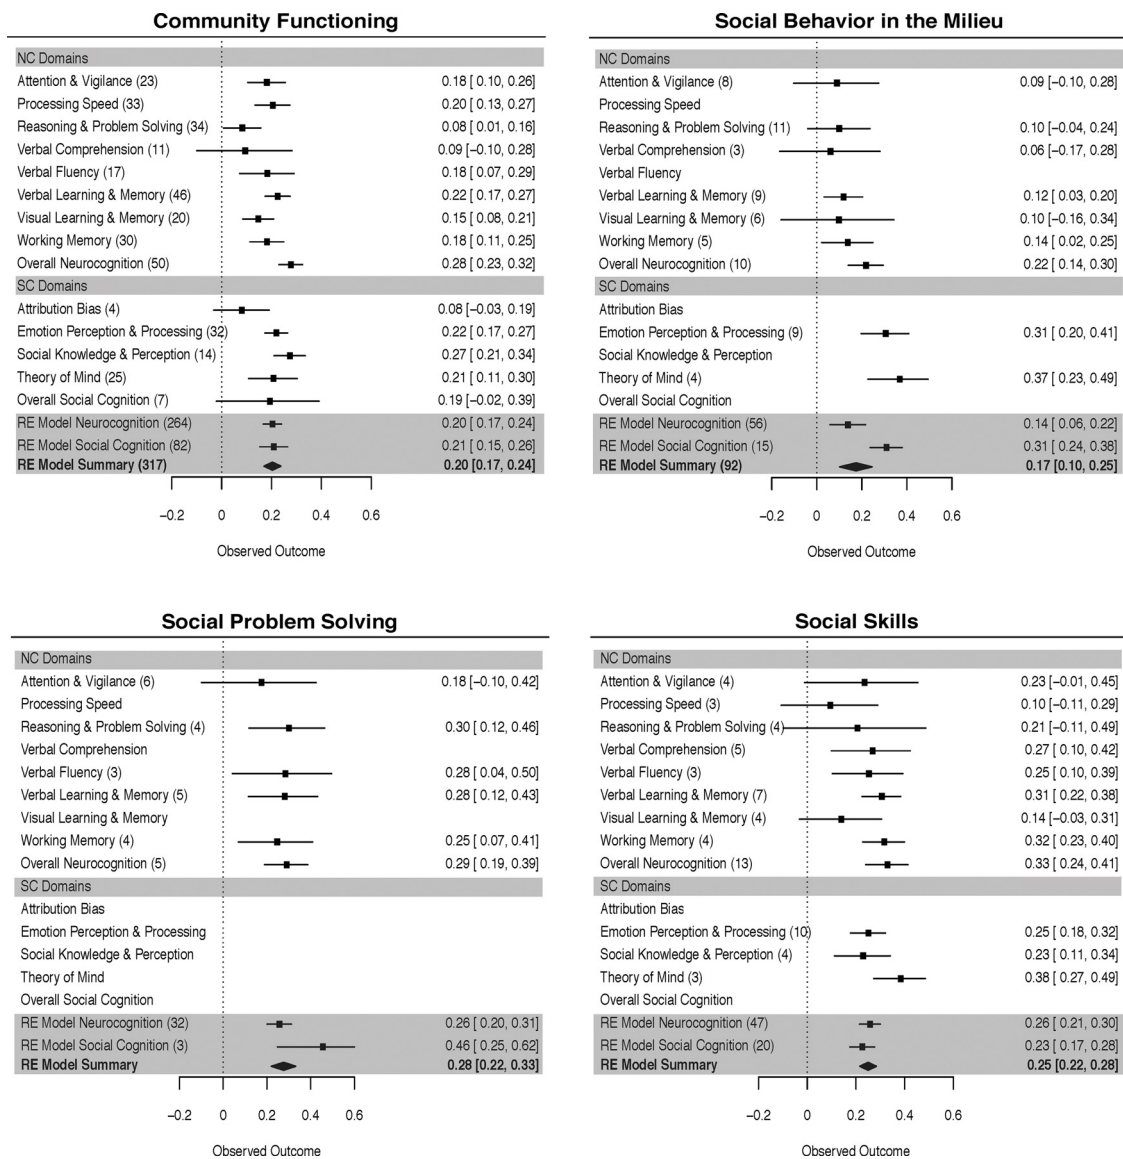 Community Functioning
NC Domains
Attention & Vigilance (23) 0.18 [ 0.10, 0.26]
Processing Speed (33) 0.20 [ 0.13, 0.27]
Reasoning & Problem Solving (34) 0.08 [ 0.01, 0.16]
Verbal Comprehension (11) 0.09 [−0.10, 0.28]
Verbal Fluency (17) 0.18 [ 0.07, 0.29]
Verbal Learning & Memory (46) 0.22 [ 0.17, 0.27]
Visual Learning & Memory (20) 0.15 [ 0.08, 0.21]
Working Memory (30) 0.18 [ 0.11, 0.25]
Overall Neurocognition (50) 0.28 [ 0.23, 0.32]
SC Domains
Attribution Bias (4) 0.08 [−0.03, 0.19]
Emotion Perception & Processing (32) 0.22 [ 0.17, 0.27]
Social Knowledge & Perception (14) 0.27 [ 0.21, 0.34]
Theory of Mind (25) 0.21 [ 0.11, 0.30]
Overall Social Cognition (7) 0.19 [−0.02, 0.39]
RE Model Neurocognition (264) 0.20 [ 0.17, 0.24]
RE Model Social Cognition (82) 0.21 [ 0.15, 0.26]
RE Model Summary (317) 0.20 [0.17, 0.24]
−0.2 0 0.2 0.4 0.6
Observed Outcome
Social Behavior in the Milieu
NC Domains
Attention & Vigilance (8) 0.09 [−0.10, 0.28]
Processing Speed
Reasoning & Problem Solving (11) 0.10 [−0.04, 0.24]
Verbal Comprehension (3) 0.06 [−0.17, 0.28]
Verbal Fluency
Verbal Learning & Memory (9) 0.12 [ 0.03, 0.20]
Visual Learning & Memory (6) 0.10 [−0.16, 0.34]
Working Memory (5) 0.14 [ 0.02, 0.25]
Overall Neurocognition (10) 0.22 [ 0.14, 0.30]
SC Domains
Attribution Bias
Emotion Perception & Processing (9) 0.31 [ 0.20, 0.41]
Social Knowledge & Perception
Theory of Mind (4) 0.37 [ 0.23, 0.49]
Overall Social Cognition
RE Model Neurocognition (56) 0.14 [ 0.06, 0.22]
RE Model Social Cognition (15) 0.31 [ 0.24, 0.38]
RE Model Summary (92) 0.17 [0.10, 0.25]
−0.2 0 0.2 0.4 0.6
Observed Outcome
Social Problem Solving
NC Domains
Attention & Vigilance (6) 0.18 [−0.10, 0.42]
Processing Speed
Reasoning & Problem Solving (4) 0.30 [ 0.12, 0.46]
Verbal Comprehension
Verbal Fluency (3) 0.28 [ 0.04, 0.50]
Verbal Learning & Memory (5) 0.28 [ 0.12, 0.43]
Visual Learning & Memory
Working Memory (4) 0.25 [ 0.07, 0.41]
Overall Neurocognition (5) 0.29 [ 0.19, 0.39]
SC Domains
Attribution Bias
Emotion Perception & Processing
Social Knowledge & Perception
Theory of Mind
Overall Social Cognition
RE Model Neurocognition (32) 0.26 [ 0.20, 0.31]
RE Model Social Cognition (3) 0.46 [ 0.25, 0.62]
RE Model Summary 0.28 [0.22, 0.33]
−0.2 0 0.2 0.4 0.6
Observed Outcome
Social Skills
NC Domains
Attention & Vigilance (4) 0.23 [−0.01, 0.45]
Processing Speed (3) 0.10 [−0.11, 0.29]
Reasoning & Problem Solving (4) 0.21 [−0.11, 0.49]
Verbal Comprehension (5) 0.27 [ 0.10, 0.42]
Verbal Fluency (3) 0.25 [ 0.10, 0.39]
Verbal Learning & Memory (7) 0.31 [ 0.22, 0.38]
Visual Learning & Memory (4) 0.14 [−0.03, 0.31]
Working Memory (4) 0.32 [ 0.23, 0.40]
Overall Neurocognition (13) 0.33 [ 0.24, 0.41]
SC Domains
Attribution Bias
Emotion Perception & Processing (10) 0.25 [ 0.18, 0.32]
Social Knowledge & Perception (4) 0.23 [ 0.11, 0.34]
Theory of Mind (3) 0.38 [ 0.27, 0.49]
Overall Social Cognition
RE Model Neurocognition (47) 0.26 [ 0.21, 0.30]
RE Model Social Cognition (20) 0.23 [ 0.17, 0.28]
RE Model Summary 0.25 [0.22, 0.28]
−0.2 0 0.2 0.4 0.6
Observed Outcome